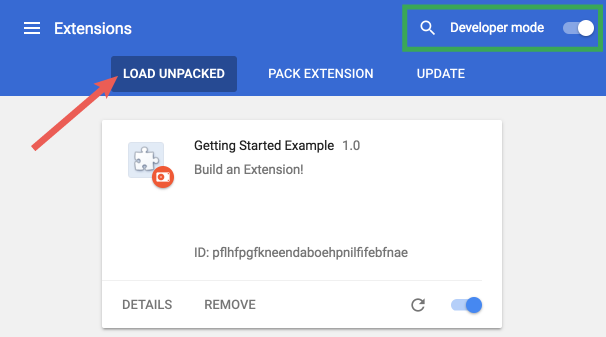 Extensions
Developer mode
LOAD UNPACKED PACK EXTENSION UPDATE
Getting Started Example 1.0
Build an Extension!
ID: pflhfpgfkneendaboehpnilfifebfnae
DETAILS REMOVE